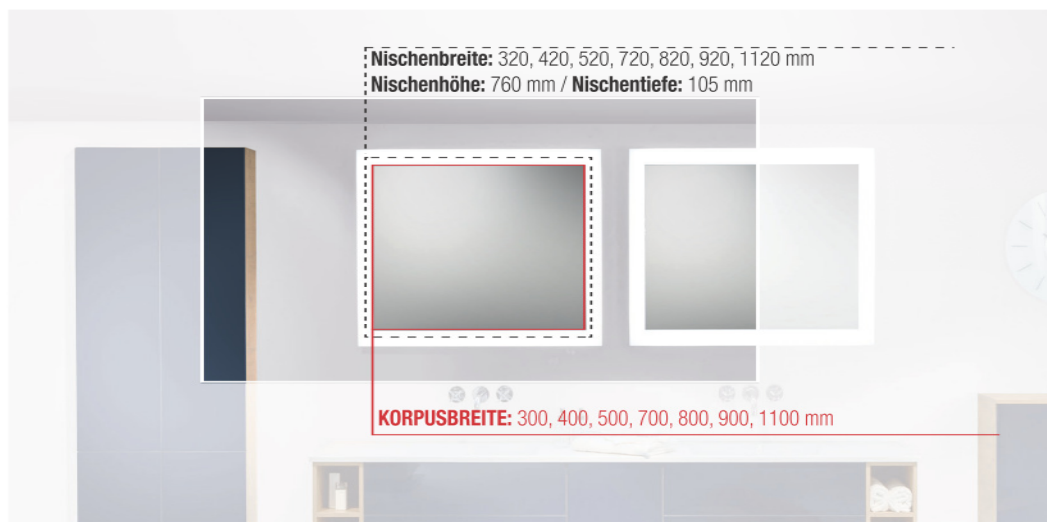 Nischenbreite: 320, 420, 520, 720, 820, 920, 1120 mm
Nischenhöhe: 760 mm / Nischentiefe: 105 mm
KORPUSBREITE: 300, 400, 500, 700, 800, 900, 1100 mm